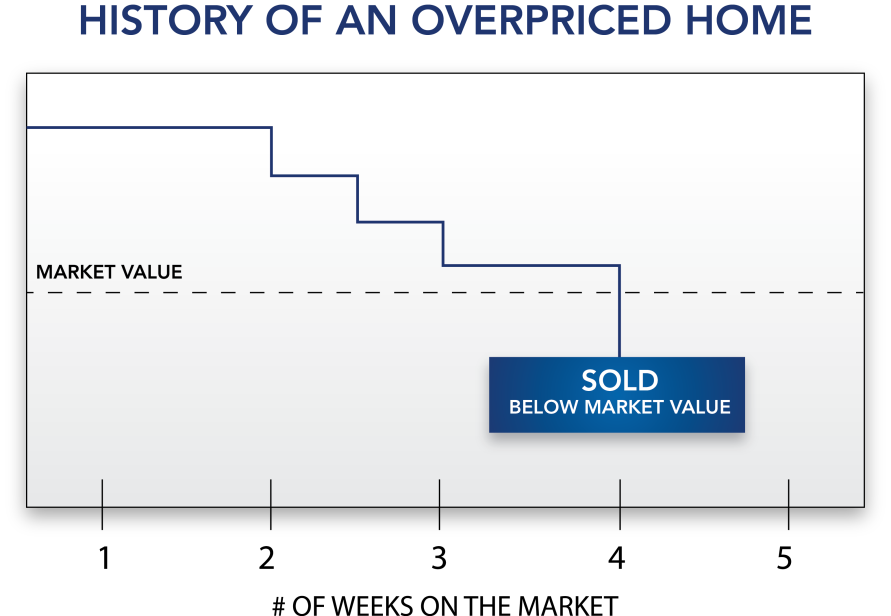 HISTORY OF AN OVERPRICED HOME
MARKET VALUE
SOLD
BELOW MARKET VALUE
1 2 3 4 5
# OF WEEKS ON THE MARKET